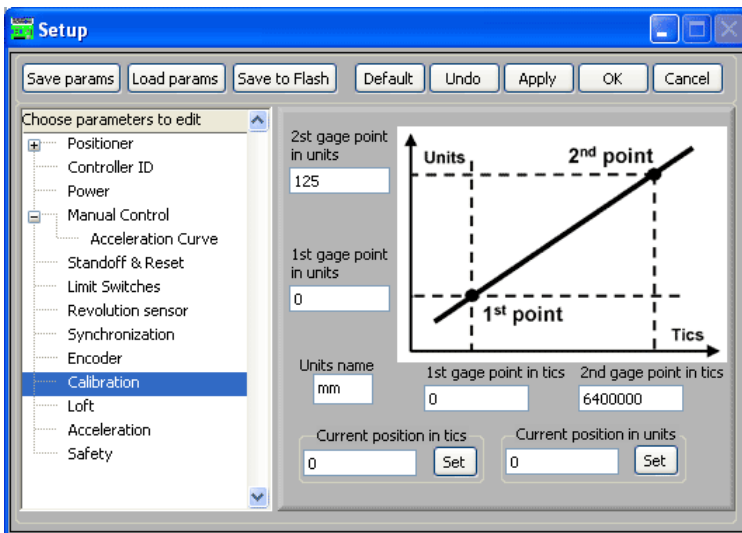 Setup
Save params Load params Save to Flash Default Undo Apply OK Cancel
Choose parameters to edit
Positioner
Controller ID
Power
Manual Control
Acceleration Curve
Standoff & Reset
Limit Switches
Revolution sensor
Synchronization
Encoder
Calibration
Loft
Acceleration
Safety
2st gage point
in units
125
1st gage point
in units
0
Units
2nd point
1st point
Tics
Units name
mm
1st gage point in tics
0
2nd gage point in tics
6400000
Current position in tics
0 Set
Current position in units
0 Set